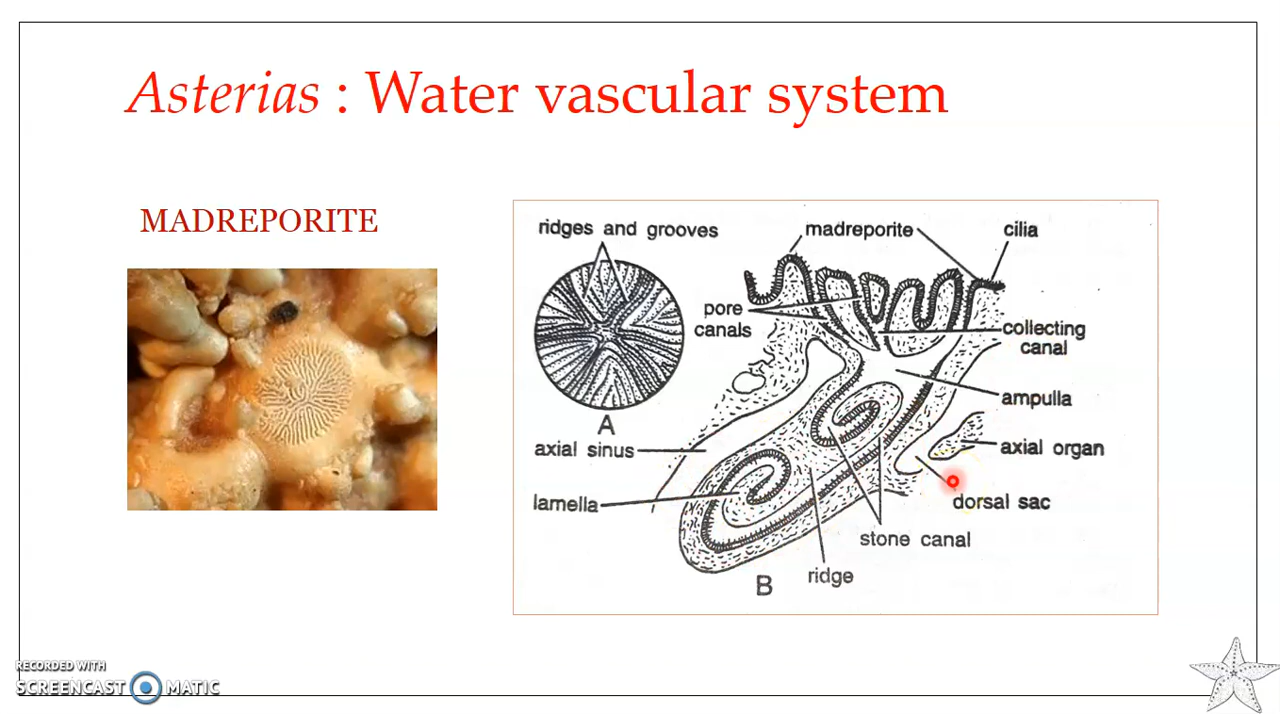 Asterias : Water vascular system
MADREPORITE
ridges and grooves
madreporite
cilia
pore
canals
collecting
canal
ampulla
A
axial sinus
axial organ
lamella
dorsal sac
stone canal
ridge
B
RECORDED WITH
SCREENCAST MATIC